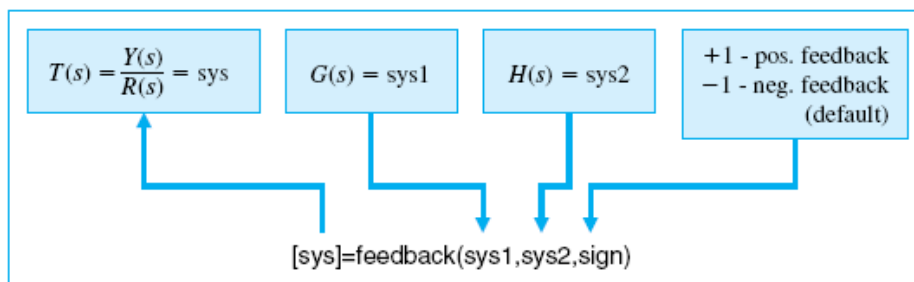 T(s) = Y(s)/R(s) = sys
G(s) = sys1
H(s) = sys2
+1 - pos. feedback
−1 - neg. feedback
(default)
[sys]=feedback(sys1,sys2,sign)